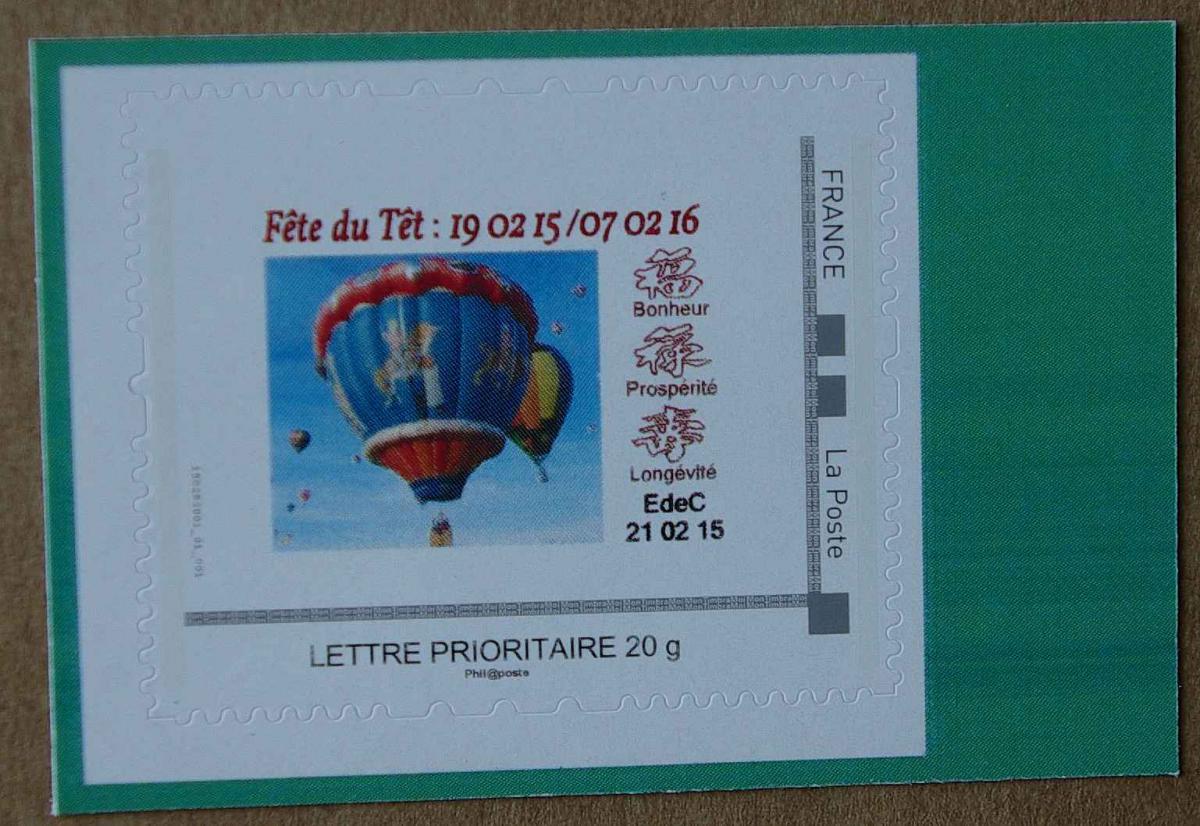 Fête du Têt : 19 02 15 /07 02 16
福
Bonheur
禄
Prospérité
壽
Longévité
EdeC
21 02 15
FRANCE
La Poste
LETTRE PRIORITAIRE 20 g
Phil@poste